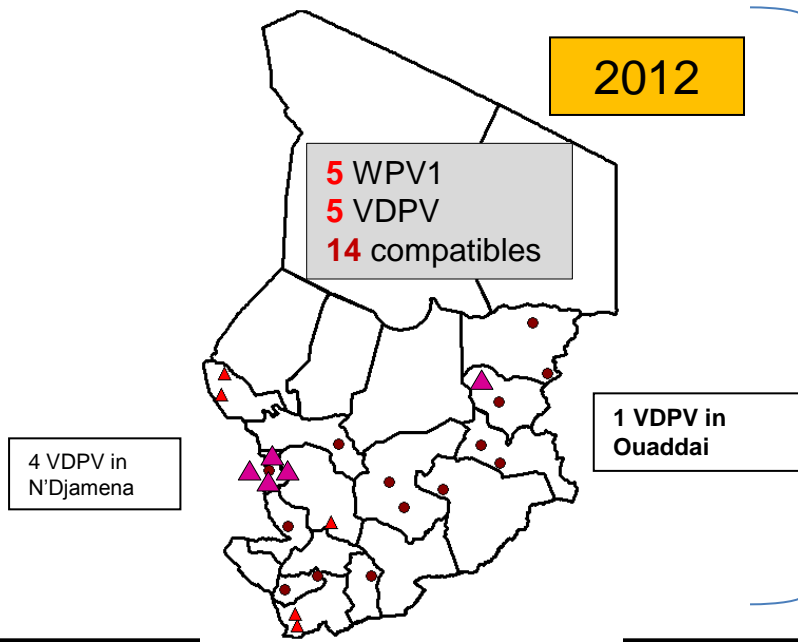 2012
5 WPV1
5 VDPV
14 compatibles
1 VDPV in
Ouaddai
4 VDPV in
N'Djamena